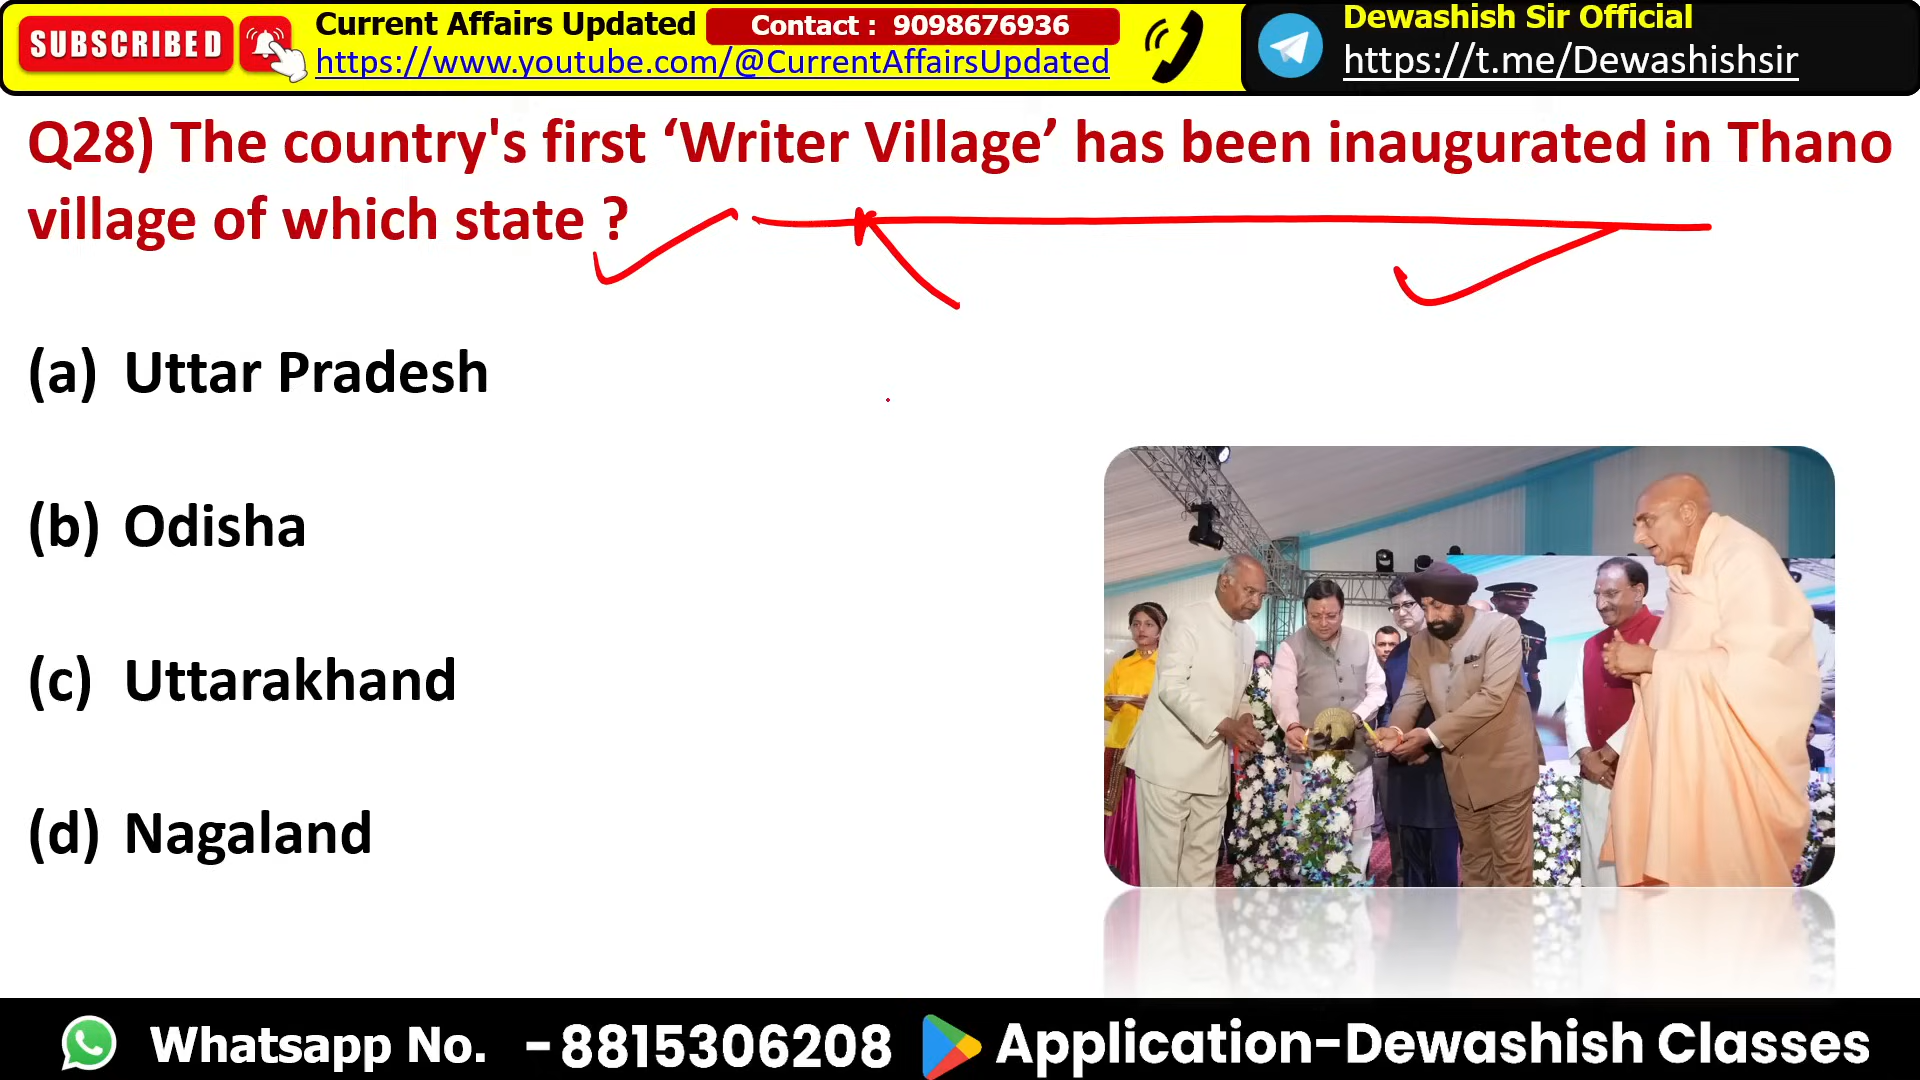 SUBSCRIBED
Current Affairs Updated
Contact : 9098676936
https://www.youtube.com/@CurrentAffairsUpdated
Dewashish Sir Official
https://t.me/Dewashishsir
Q28) The country's first ‘Writer Village’ has been inaugurated in Thano
village of which state ?
(a) Uttar Pradesh
(b) Odisha
(c) Uttarakhand
(d) Nagaland
Whatsapp No. -8815306208
Application-Dewashish Classes